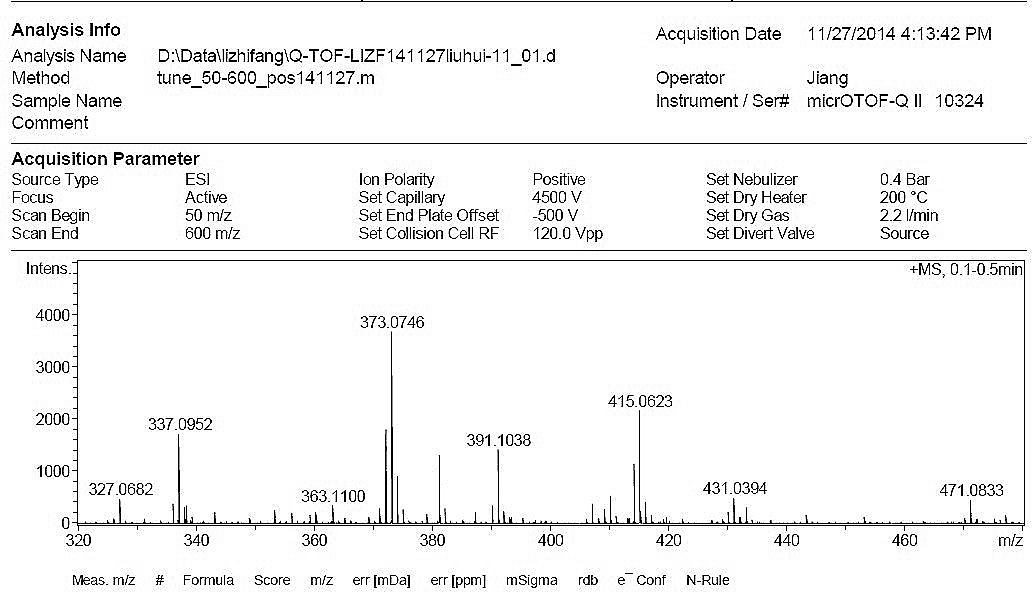 Analysis Info
Acquisition Date 11/27/2014 4:13:42 PM
Analysis Name D:\Data\lizhifang\Q-TOF-LIZF141127\liuhui-11_01.d
Method tune_50-600_pos141127.m Operator Jiang
Sample Name Instrument / Ser# micrOTOF-Q II 10324
Comment
Acquisition Parameter
Source Type ESI Ion Polarity Positive Set Nebulizer 0.4 Bar
Focus Active Set Capillary 4500 V Set Dry Heater 200 °C
Scan Begin 50 m/z Set End Plate Offset -500 V Set Dry Gas 2.2 l/min
Scan End 600 m/z Set Collision Cell RF 120.0 Vpp Set Divert Valve Source
Intens. +MS, 0.1-0.5min
4000
373.0746
3000
415.0623
2000
337.0952
391.1038
1000
327.0682 363.1100 431.0394 471.0833
0
320 340 360 380 400 420 440 460 m/z
Meas. m/z # Formula Score m/z err [mDa] err [ppm] mSigma rdb e¯ Conf N-Rule